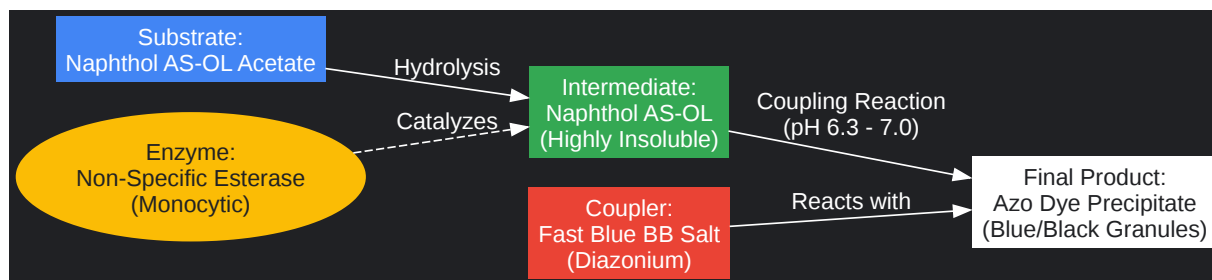 Substrate:
Naphthol AS-OL Acetate
Hydrolysis
Enzyme:
Non-Specific Esterase
(Monocytic)
Catalyzes
Intermediate:
Naphthol AS-OL
(Highly Insoluble)
Coupling Reaction
(pH 6.3 - 7.0)
Coupler:
Fast Blue BB Salt
(Diazonium)
Reacts with
Final Product:
Azo Dye Precipitate
(Blue/Black Granules)